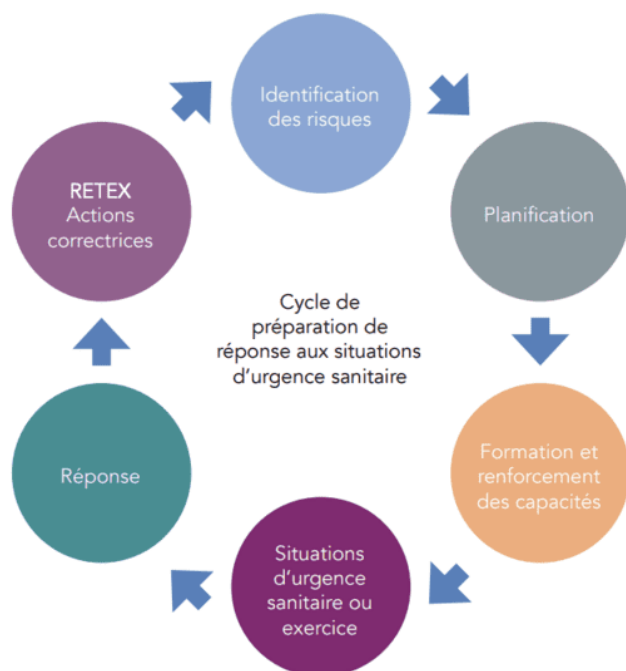 Identification
des risques
Planification
Formation et
renforcement
des capacités
Situations
d'urgence
sanitaire ou
exercice
Réponse
RETEX
Actions
correctrices
Cycle de
préparation de
réponse aux situations
d'urgence sanitaire